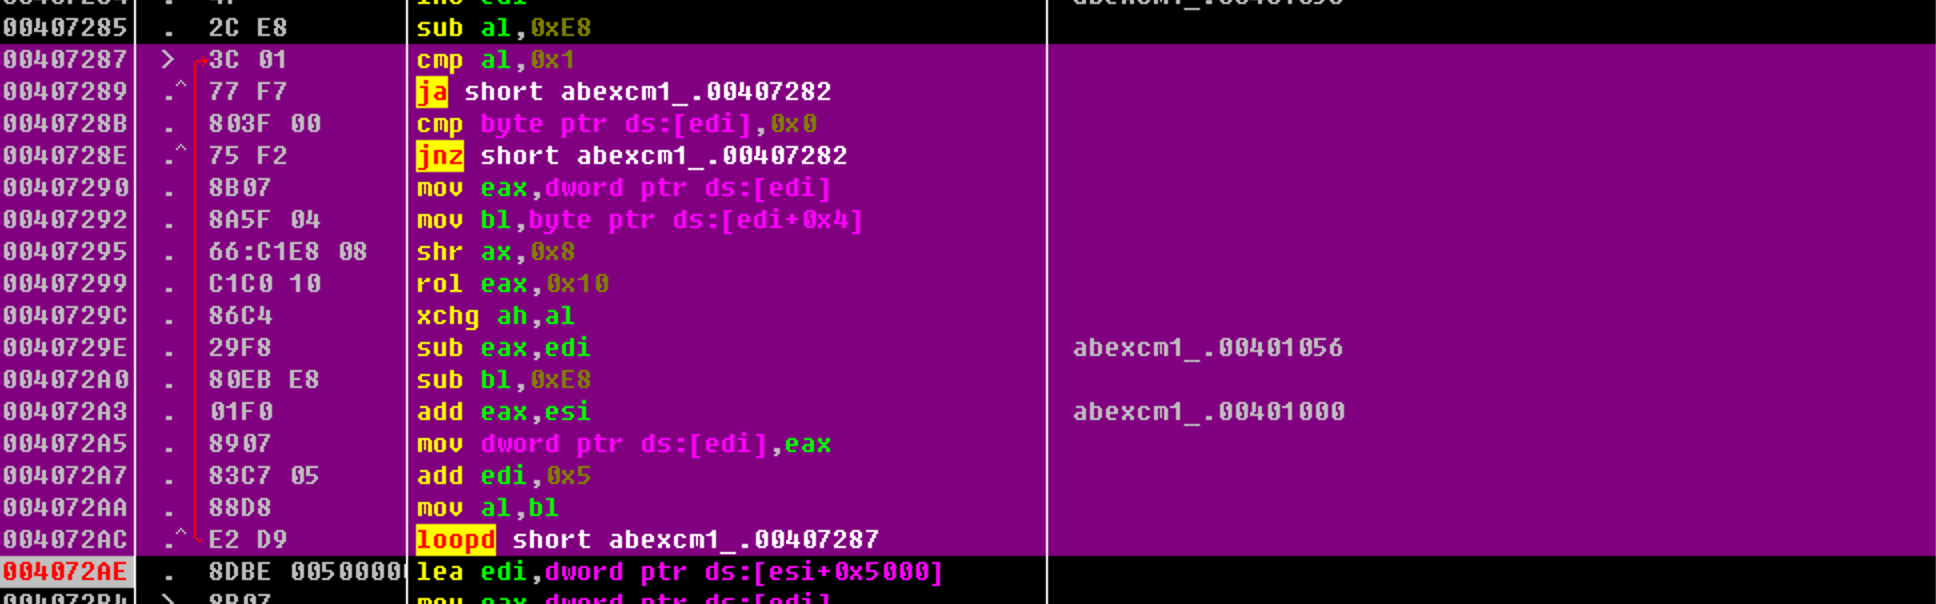 00407285 . 2C E8 sub al,0xE8
00407287 > 3C 01 cmp al,0x1
00407289 .^ 77 F7 ja short abexcm1_.00407282
0040728B . 803F 00 cmp byte ptr ds:[edi],0x0
0040728E .^ 75 F2 jnz short abexcm1_.00407282
00407290 . 8B07 mov eax,dword ptr ds:[edi]
00407292 . 8A5F 04 mov bl,byte ptr ds:[edi+0x4]
00407295 . 66:C1E8 08 shr ax,0x8
00407299 . C1C0 10 rol eax,0x10
0040729C . 86C4 xchg ah,al
0040729E . 29F8 sub eax,edi abexcm1_.00401056
004072A0 . 80EB E8 sub bl,0xE8
004072A3 . 01F0 add eax,esi abexcm1_.00401000
004072A5 . 8907 mov dword ptr ds:[edi],eax
004072A7 . 83C7 05 add edi,0x5
004072AA . 88D8 mov al,bl
004072AC .^ E2 D9 loopd short abexcm1_.00407287
004072AE . 8DBE 0050000 lea edi,dword ptr ds:[esi+0x5000]